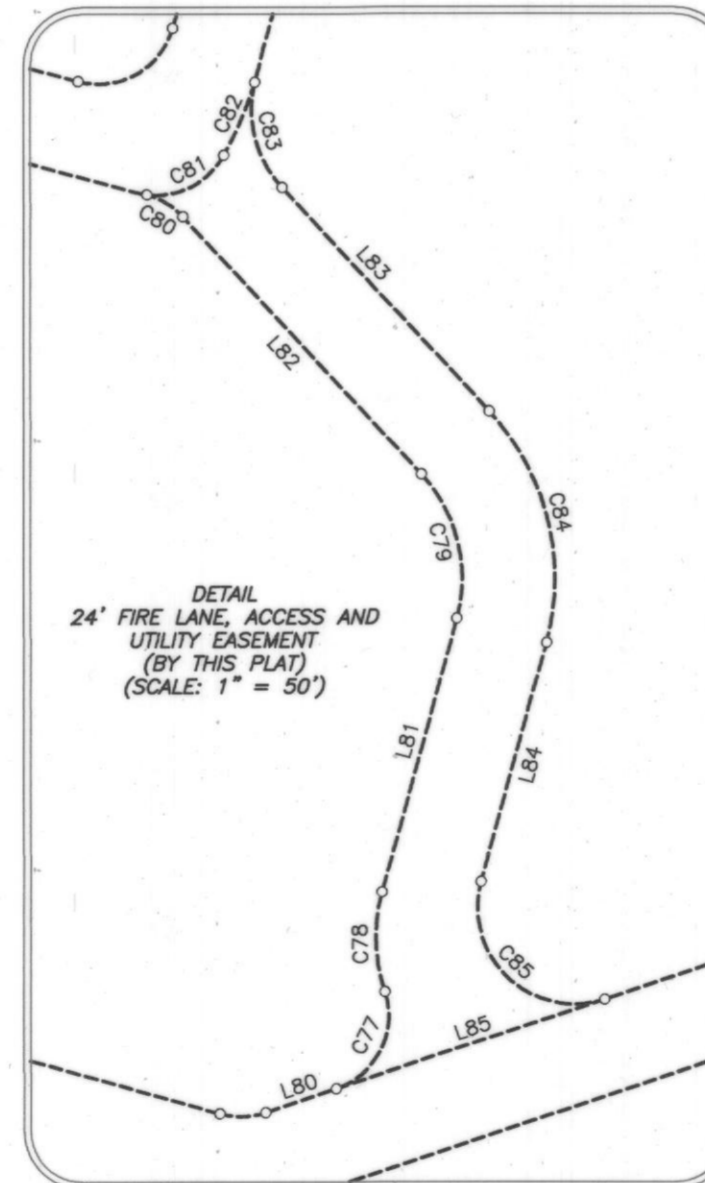 C82
C83
C81
C80
L83
L82
C84
C79
DETAIL
24' FIRE LANE, ACCESS AND
UTILITY EASEMENT
(BY THIS PLAT)
(SCALE: 1" = 50')
L81
L84
C78
C85
C77
L85
L80